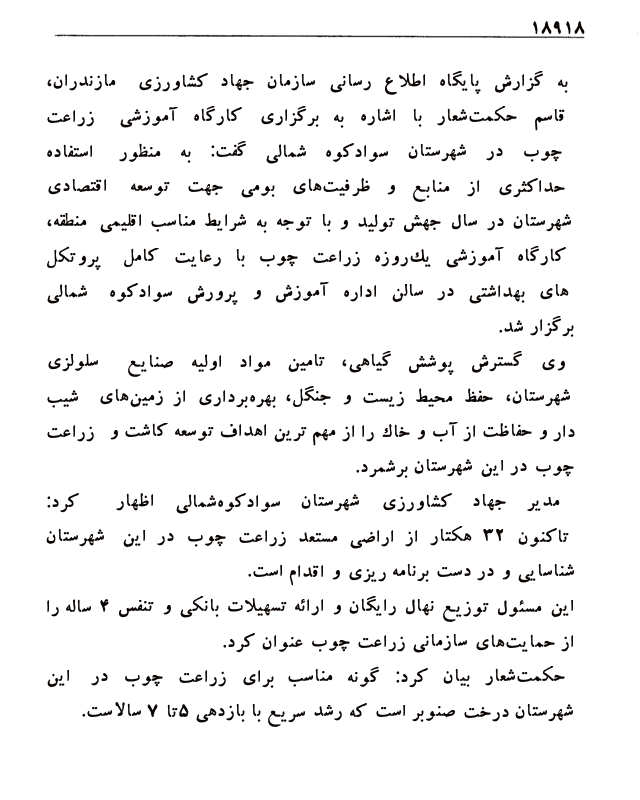 ۱۸۹۱۸
به گزارش پایگاه اطلاع رسانی سازمان جهاد کشاورزی مازندران،
قاسم حکمت‌شعار با اشاره به برگزاری کارگاه آموزشی زراعت
چوب در شهرستان سوادکوه شمالی گفت: به منظور استفاده
حداکثری از منابع و ظرفیت‌های بومی جهت توسعه اقتصادی
شهرستان در سال جهش تولید و با توجه به شرایط مناسب اقلیمی منطقه،
کارگاه آموزشی یك‌روزه زراعت چوب با رعایت کامل پروتکل
های بهداشتی در سالن اداره آموزش و پرورش سوادکوه شمالی
برگزار شد.
وی گسترش پوشش گیاهی، تامین مواد اولیه صنایع سلولزی
شهرستان، حفظ محیط زیست و جنگل، بهره‌برداری از زمین‌های شیب
دار و حفاظت از آب و خاك را از مهم ترین اهداف توسعه کاشت و زراعت
چوب در این شهرستان برشمرد.
مدیر جهاد کشاورزی شهرستان سوادکوه‌شمالی اظهار کرد:
تاکنون ۳۲ هکتار از اراضی مستعد زراعت چوب در این شهرستان
شناسایی و در دست برنامه ریزی و اقدام است.
این مسئول توزیع نهال رایگان و ارائه تسهیلات بانکی و تنفس ۴ ساله را
از حمایت‌های سازمانی زراعت چوب عنوان کرد.
حکمت‌شعار بیان کرد: گونه مناسب برای زراعت چوب در این
شهرستان درخت صنوبر است که رشد سریع با بازدهی ۵تا ۷ سالاست.